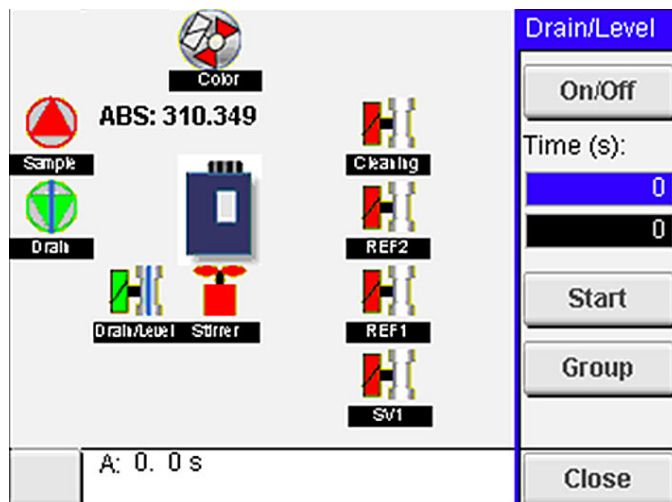 Drain/Level
Color
On/Off
ABS: 310.349
Time (s):
Sample
Cleaning
0
0
Drain
REF2
Start
Drain/Level
Stirrer
REF1
Group
SV1
A: 0. 0 s
Close